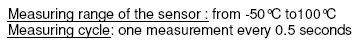 Measuring range of the sensor : from -50°C to100°C
Measuring cycle: one measurement every 0.5 seconds